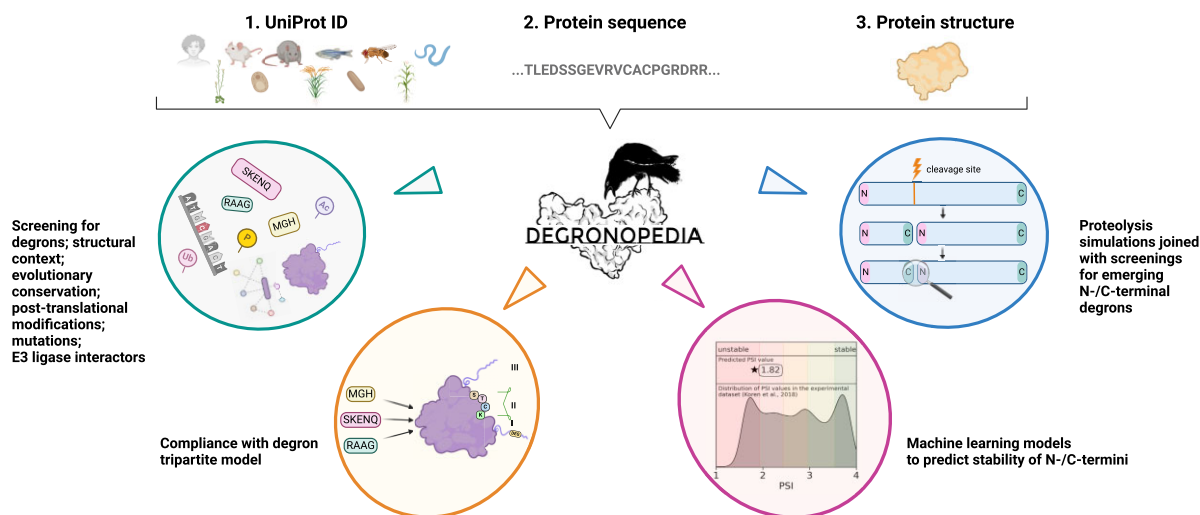 1. UniProt ID
2. Protein sequence
3. Protein structure
...TLEDSSGEVRVCACPGRDRR...
DEGRONOPEDIA
SKENQ
RAAG
Ac
MGH
P
Ub
A
T
G
C
G
A
C
T
Screening for
degrons; structural
context;
evolutionary
conservation;
post-translational
modifications;
mutations;
E3 ligase interactors
cleavage site
N
C
N
C
N
C
N
C
N
C
Proteolysis
simulations joined
with screenings
for emerging
N-/C-terminal
degrons
MGH
SKENQ
RAAG
S
T
C
K
III
II
I
DEG
Compliance with degron
tripartite model
unstable
stable
Predicted PSI value
★ 1.82
Distribution of PSI values in the experimental
dataset (Koren et al., 2018)
1 2 3 4
PSI
Machine learning models
to predict stability of N-/C-termini